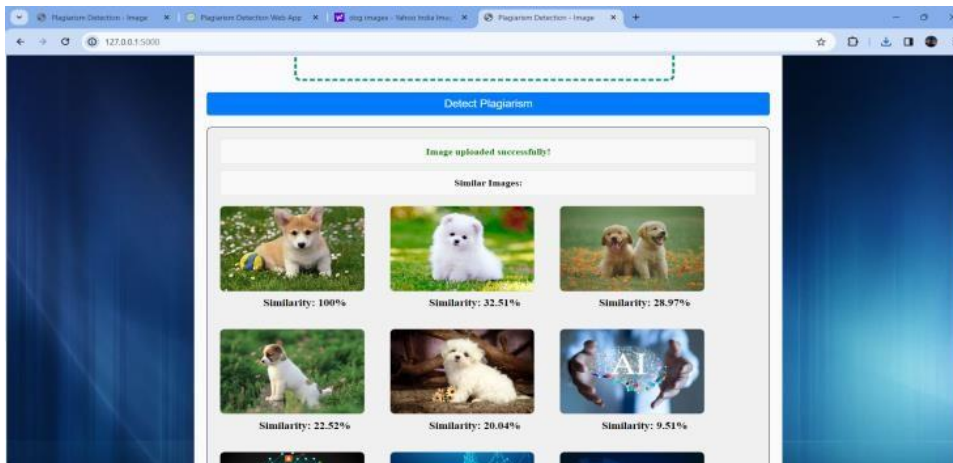 Plagiarism Detection - Image
Plagiarism Detection Web App
dog images - Yahoo India Ima
Plagiarism Detection - Image
127.0.0.1:5000
Detect Plagiarism
Image uploaded successfully!
Similar Images:
Similarity: 100%
Similarity: 32.51%
Similarity: 28.97%
AI
Similarity: 22.52%
Similarity: 20.04%
Similarity: 9.51%